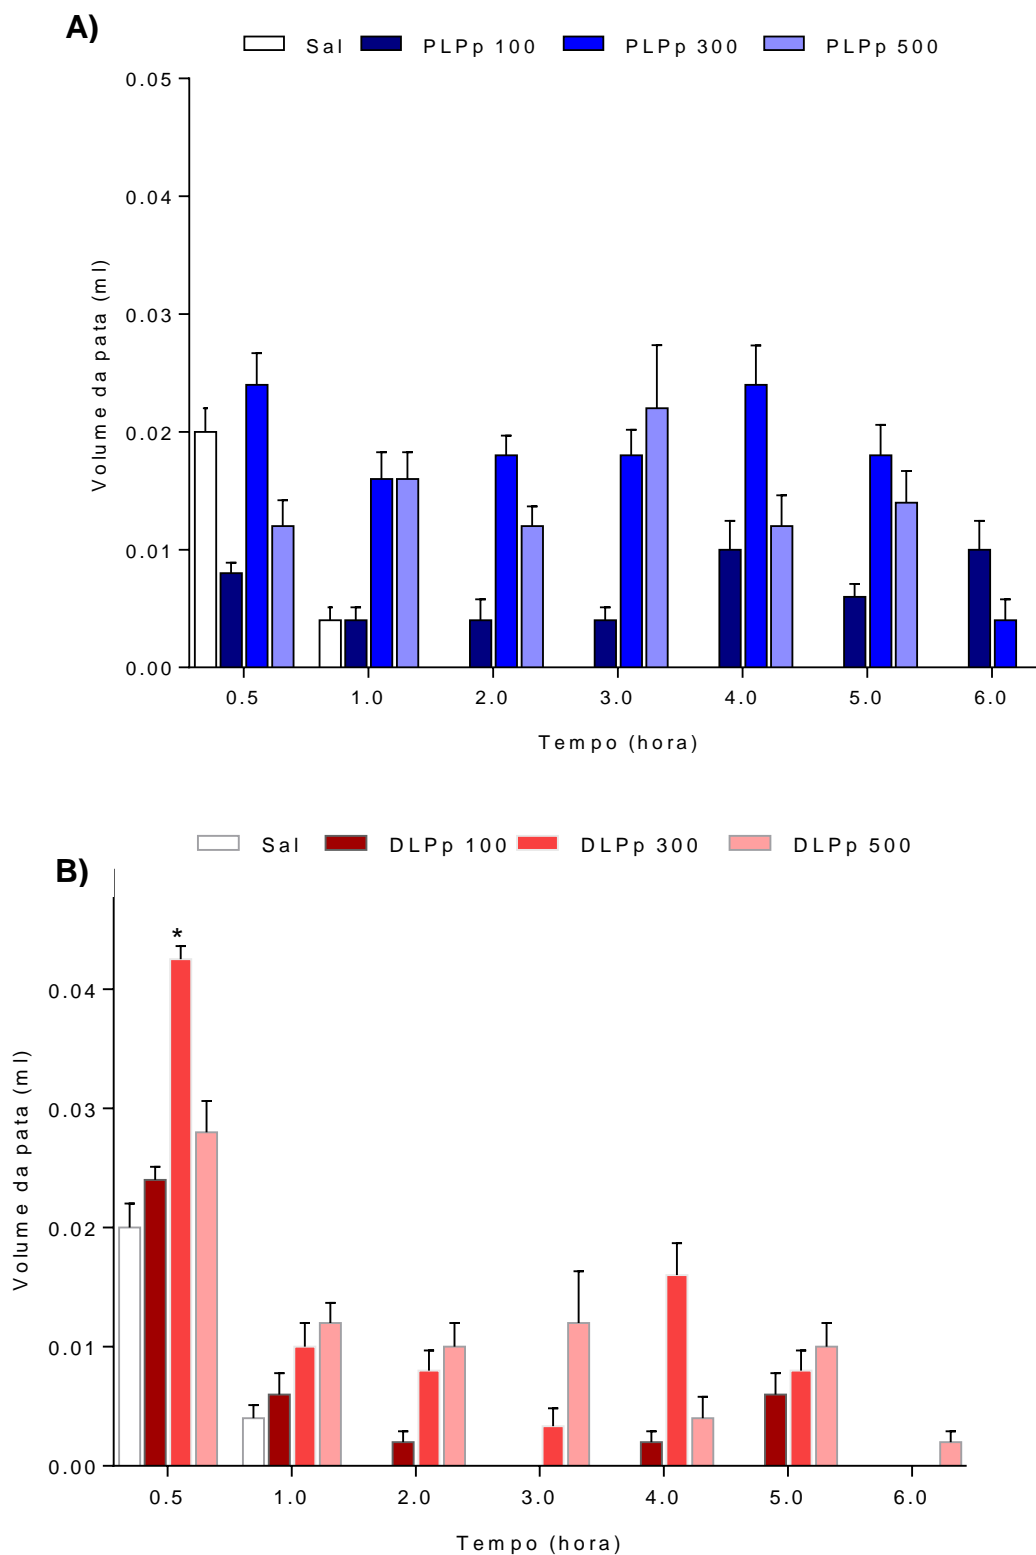 A)
Sal PLPp 100 PLPp 300 PLPp 500
0.05
0.04
0.03
0.02
0.01
0.00
Volume da pata (ml)
0.5 1.0 2.0 3.0 4.0 5.0 6.0
Tempo (hora)
Sal DLPp 100 DLPp 300 DLPp 500
B)
*
0.04
0.03
0.02
0.01
0.00
Volume da pata (ml)
0.5 1.0 2.0 3.0 4.0 5.0 6.0
Tempo (hora)